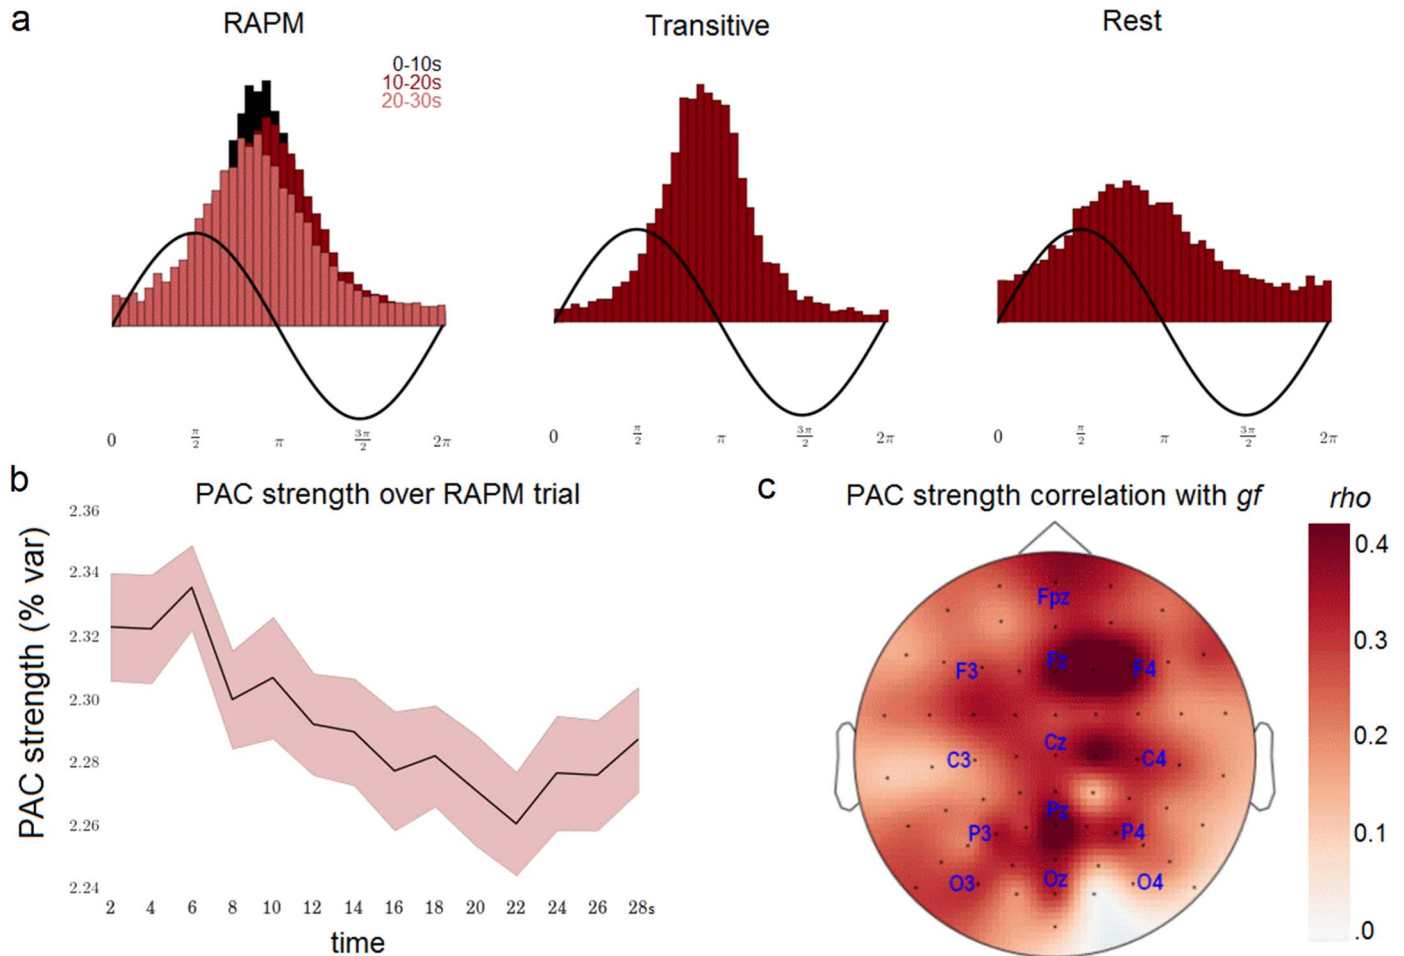 a
RAPM
Transitive
Rest
0-10s
10-20s
20-30s
0 π/2 π 3π/2 2π
0 π/2 π 3π/2 2π
0 π/2 π 3π/2 2π
b
PAC strength over RAPM trial
PAC strength (% var)
2.36
2.34
2.32
2.30
2.28
2.26
2.24
2 4 6 8 10 12 14 16 18 20 22 24 26 28s
time
c
PAC strength correlation with gf
rho
Fpz
F3 Fz F4
C3 Cz C4
Pz
P3 P4
O3 Oz O4
0.4
0.3
0.2
0.1
.0